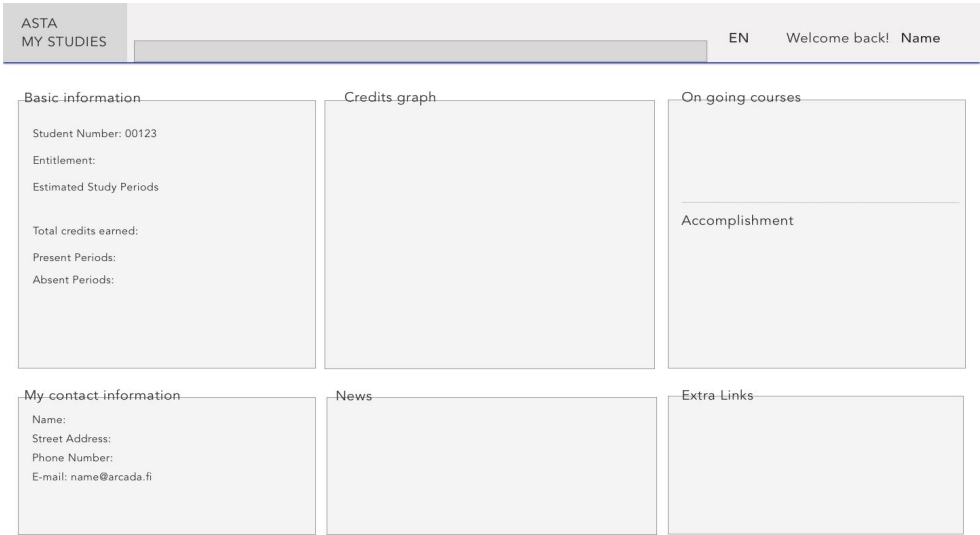 ASTA
MY STUDIES
EN
Welcome back! Name
Basic information
Student Number: 00123
Entitlement:
Estimated Study Periods
Total credits earned:
Present Periods:
Absent Periods:
Credits graph
On going courses
Accomplishment
My contact information
Name:
Street Address:
Phone Number:
E-mail: name@arcada.fi
News
Extra Links